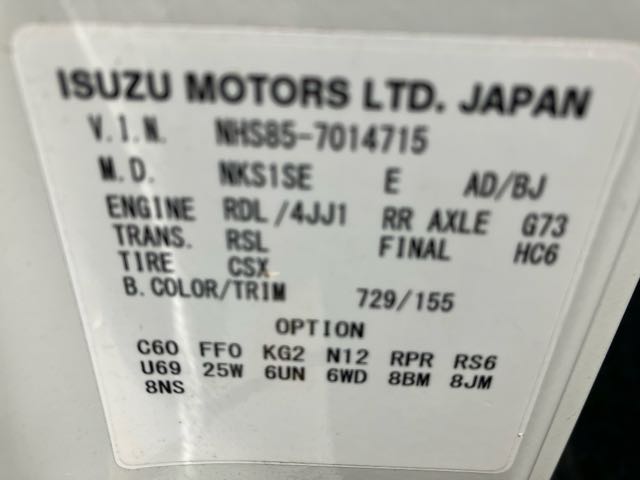 ISUZU MOTORS LTD. JAPAN
V.I.N. NHS85-7014715
M.D. NKS1SE E AD/BJ
ENGINE RDL/4JJ1 RR AXLE G73
TRANS. RSL FINAL HC6
TIRE CSX
B.COLOR/TRIM 729/155
OPTION
C60 FF0 KG2 N12 RPR RS6
U69 25W 6UN 6WD 8BM 8JM
8NS